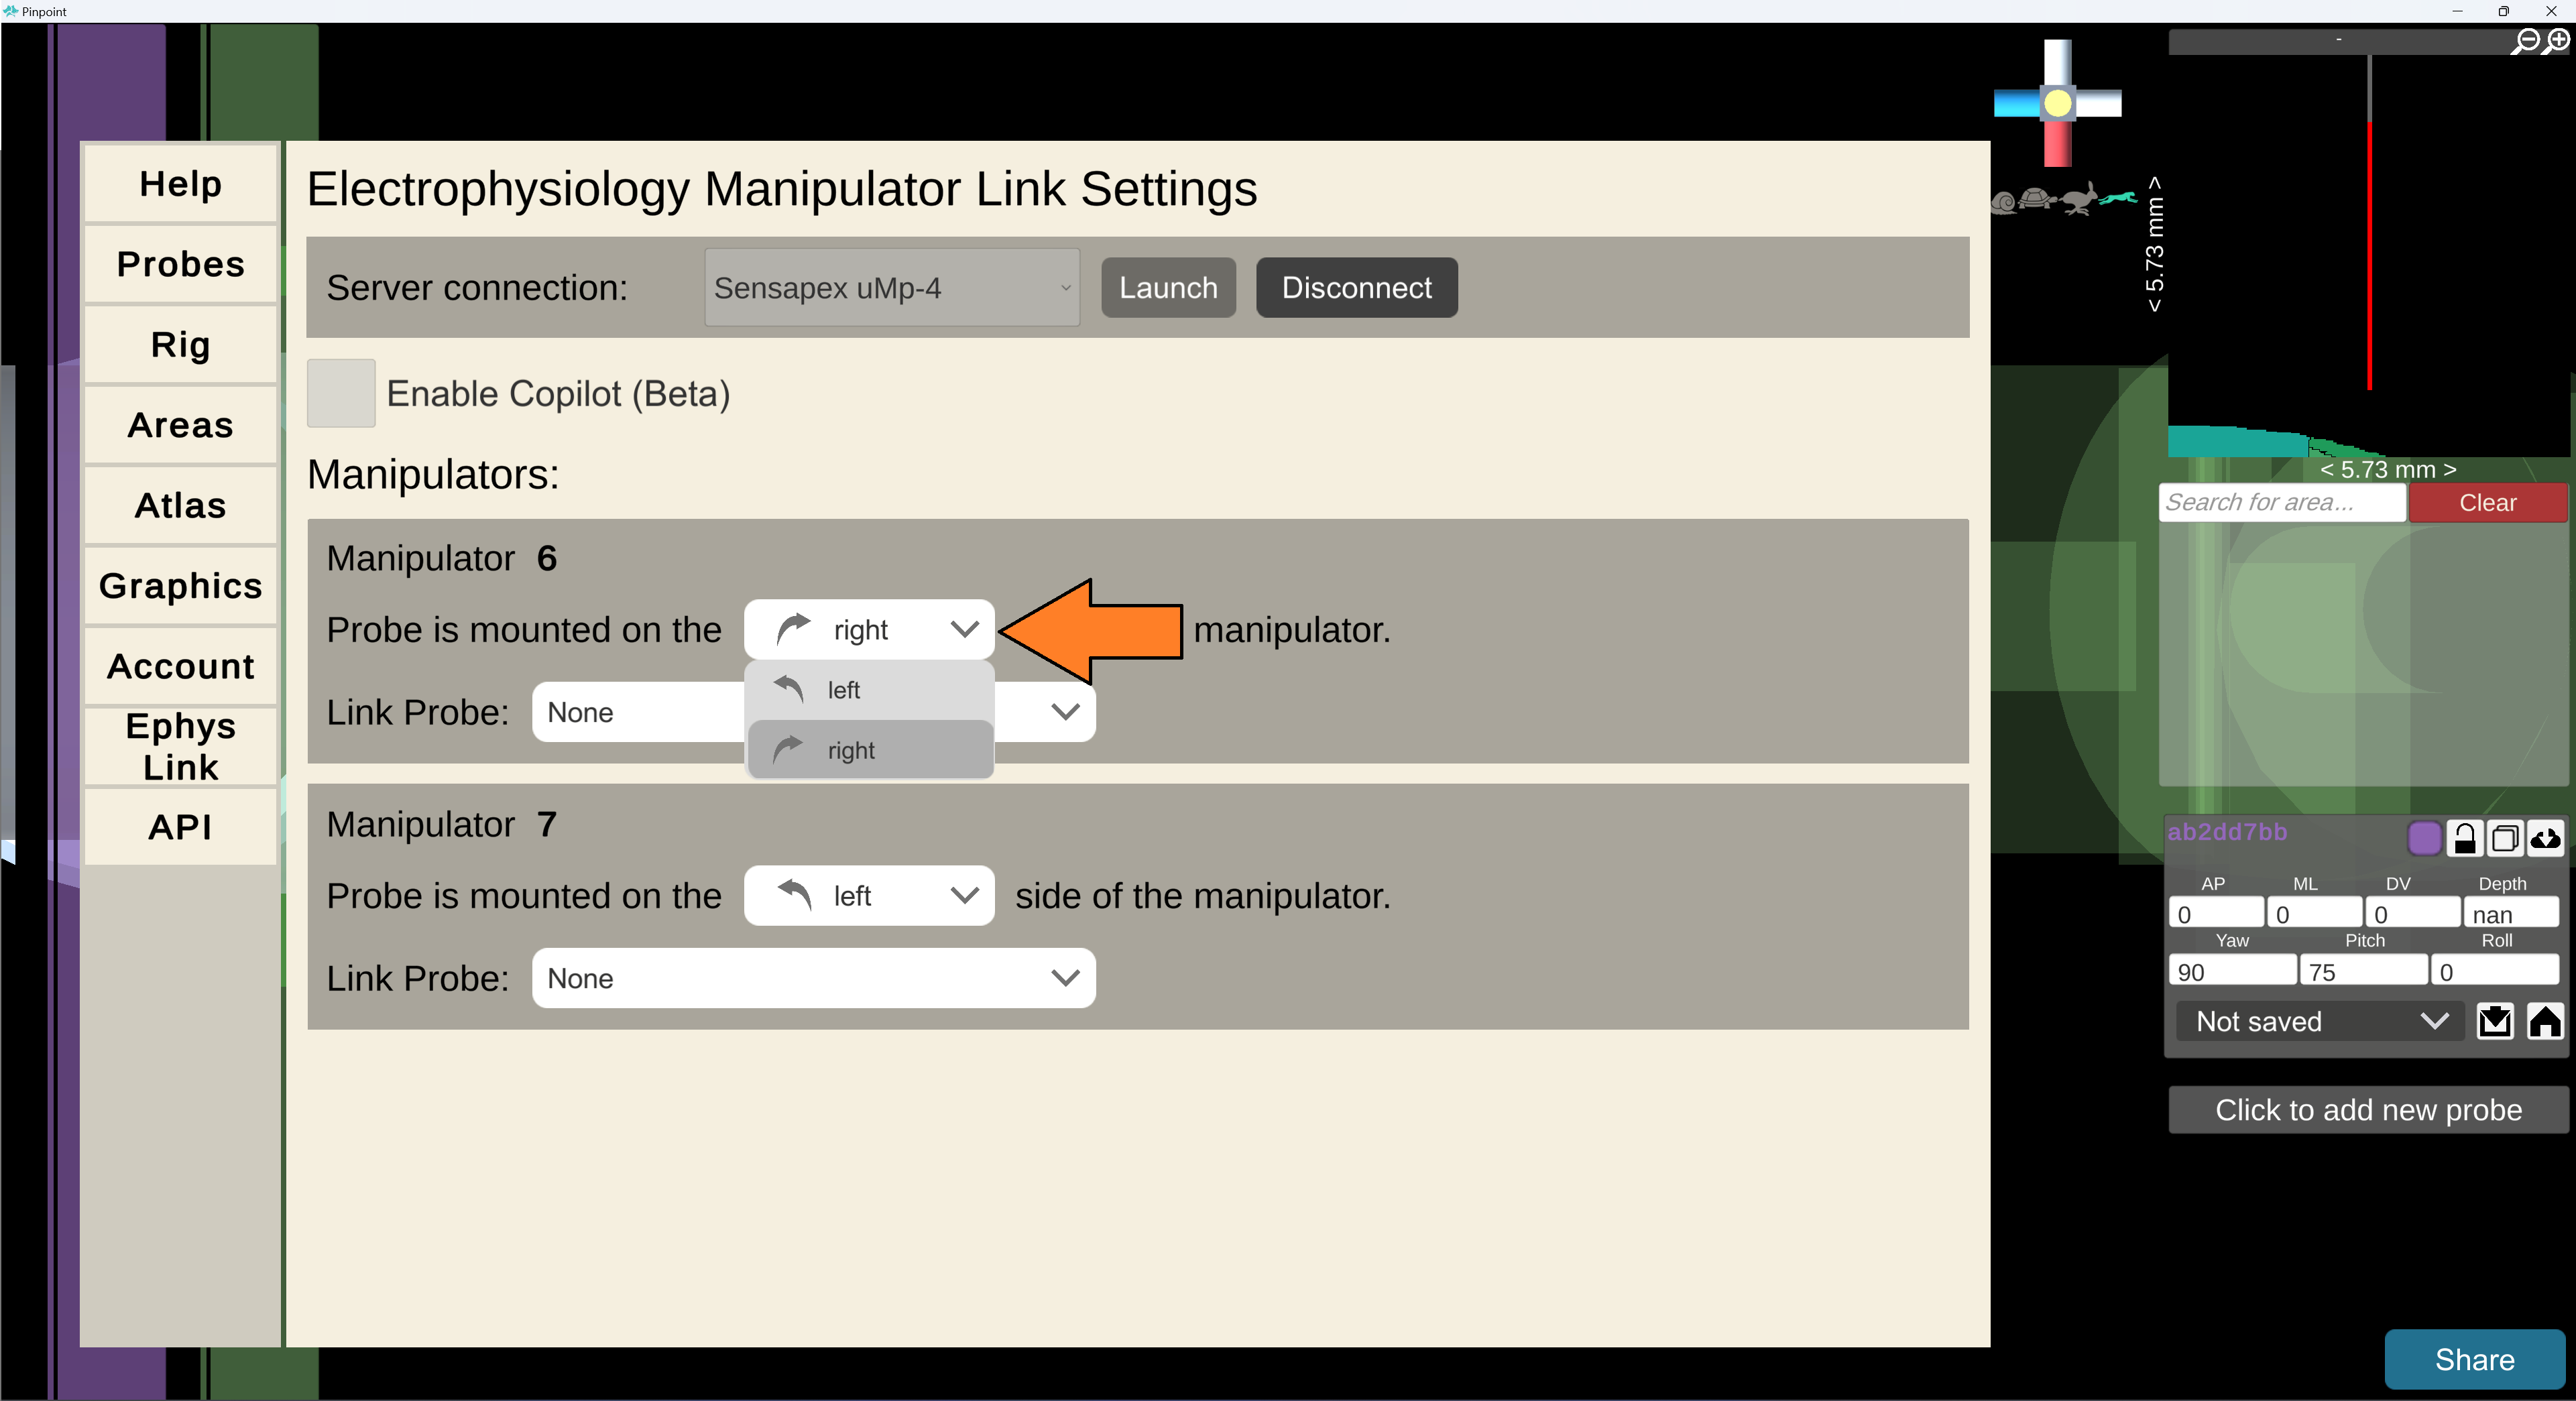 Pinpoint
-
Help
Probes
Rig
Areas
Atlas
Graphics
Account
Ephys
Link
API
Electrophysiology Manipulator Link Settings
Server connection: Sensapex uMp-4 Launch Disconnect
Enable Copilot (Beta)
Manipulators:
Manipulator 6
Probe is mounted on the right manipulator.
left
Link Probe: None
right
Manipulator 7
Probe is mounted on the left side of the manipulator.
Link Probe: None
< 5.73 mm >
< 5.73 mm >
Search for area... Clear
ab2dd7bb
AP ML DV Depth
0 0 0 nan
Yaw Pitch Roll
90 75 0
Not saved
Click to add new probe
Share